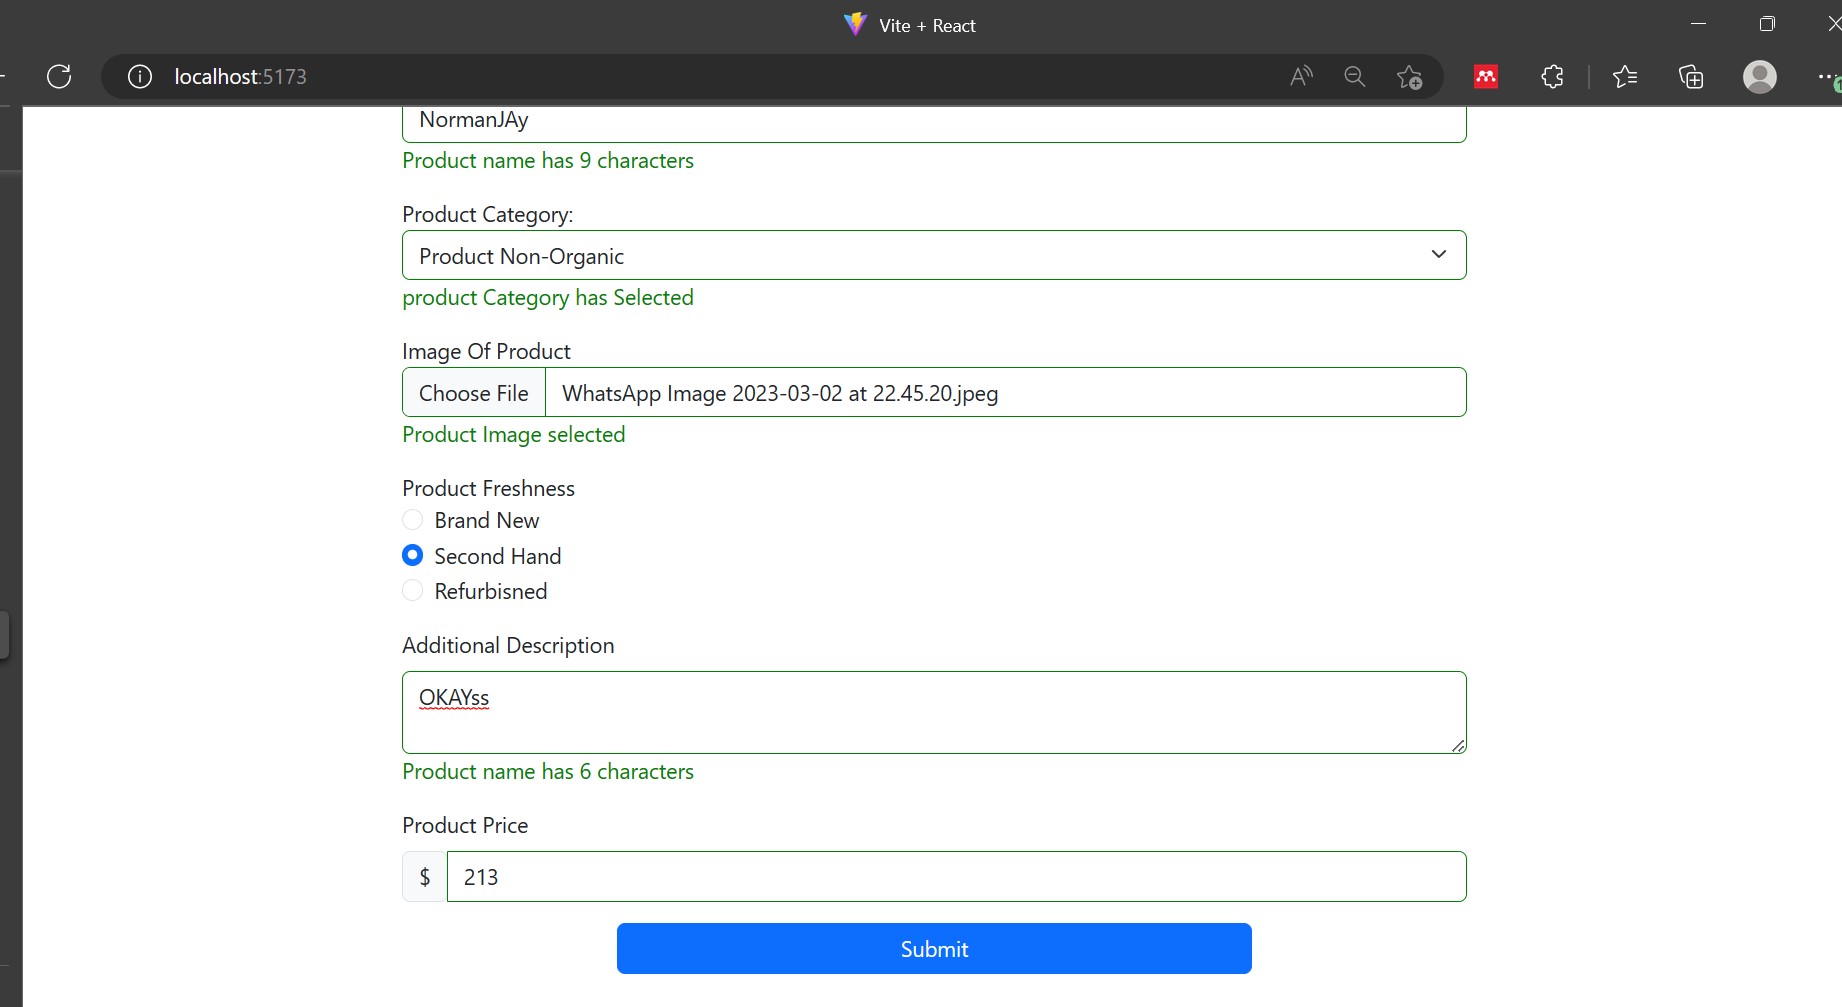 Vite + React
localhost:5173
NormanJAy
Product name has 9 characters
Product Category:
Product Non-Organic
product Category has Selected
Image Of Product
Choose File WhatsApp Image 2023-03-02 at 22.45.20.jpeg
Product Image selected
Product Freshness
Brand New
Second Hand
Refurbisned
Additional Description
OKAYss
Product name has 6 characters
Product Price
$ 213
Submit